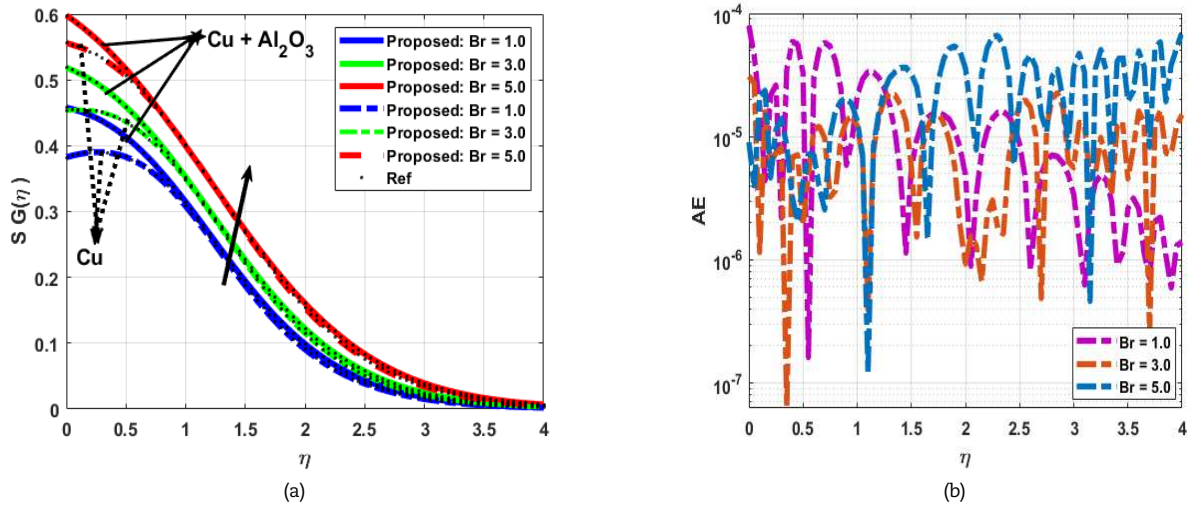 0.6
0.5
0.4
0.3
0.2
0.1
0
S G(η)
0 0.5 1 1.5 2 2.5 3 3.5 4
η
Cu + Al₂O₃
Cu
Proposed: Br = 1.0
Proposed: Br = 3.0
Proposed: Br = 5.0
Proposed: Br = 1.0
Proposed: Br = 3.0
Proposed: Br = 5.0
Ref
(a)
10⁻⁴
10⁻⁵
10⁻⁶
10⁻⁷
AE
0 0.5 1 1.5 2 2.5 3 3.5 4
η
Br = 1.0
Br = 3.0
Br = 5.0
(b)